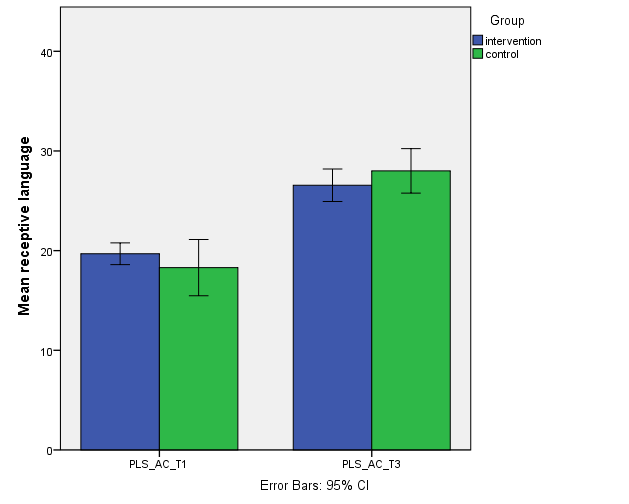 Group
intervention
control
Mean receptive language
40
30
20
10
0
PLS_AC_T1
PLS_AC_T3
Error Bars: 95% CI